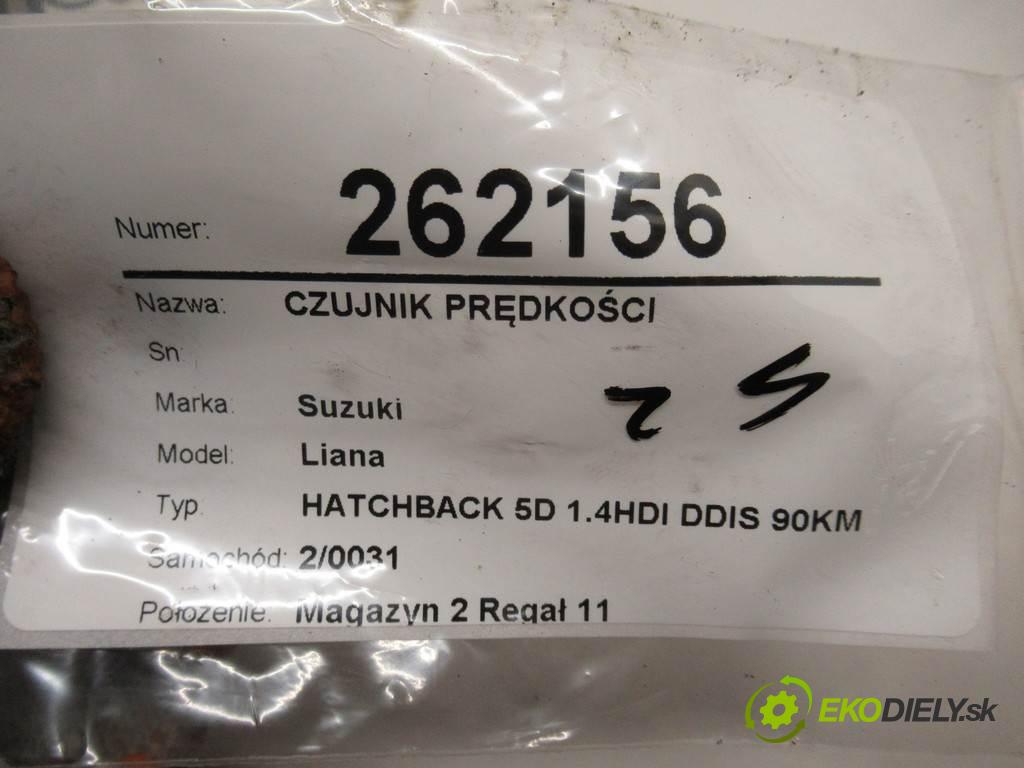 Numer: 262156
Nazwa: CZUJNIK PRĘDKOŚCI
Sn:
Marka: Suzuki
Model: Liana
Typ: HATCHBACK 5D 1.4HDI DDIS 90KM
Samochód: 2/0031
Położenie: Magazyn 2 Regał 11
EKODIELY.sk